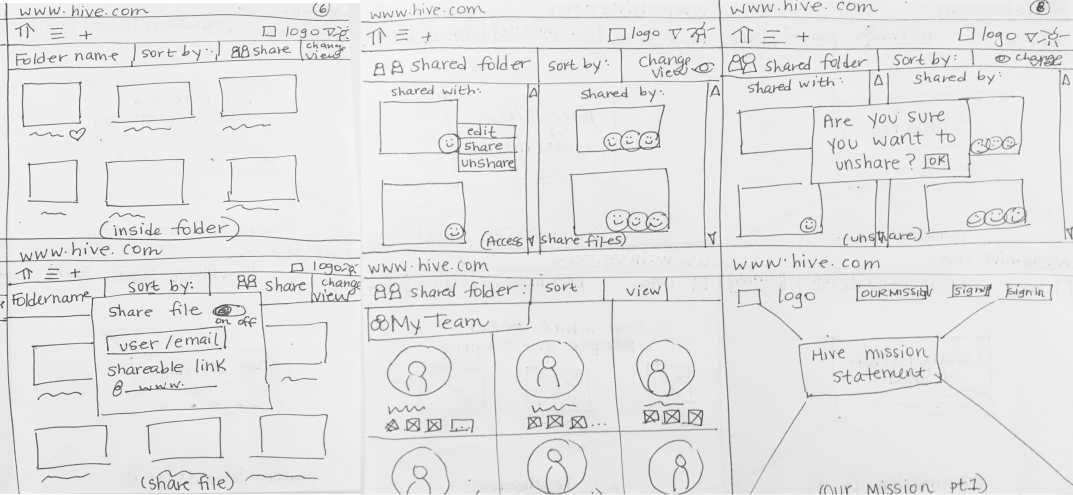 www.hive.com
6
logo
Folder name
sort by:
share
change view
(inside folder)
www.hive.com
logo
shared folder
sort by:
change view
shared with:
shared by:
edit
share
unshare
(Access share files)
www.hive.com
8
logo
shared folder
sort by:
change
shared with:
shared by:
Are you sure
you want to
unshare? OK
(unshare)
www.hive.com
logo
Foldername
sort by:
share
change view
share file
on off
user/email
shareable link
www.
(share file)
www.hive.com
shared folder:
sort
view
My Team
www.hive.com
logo
OUR MISSION
Sign up
Sign in
Hive mission
statement
(our Mission pt1)